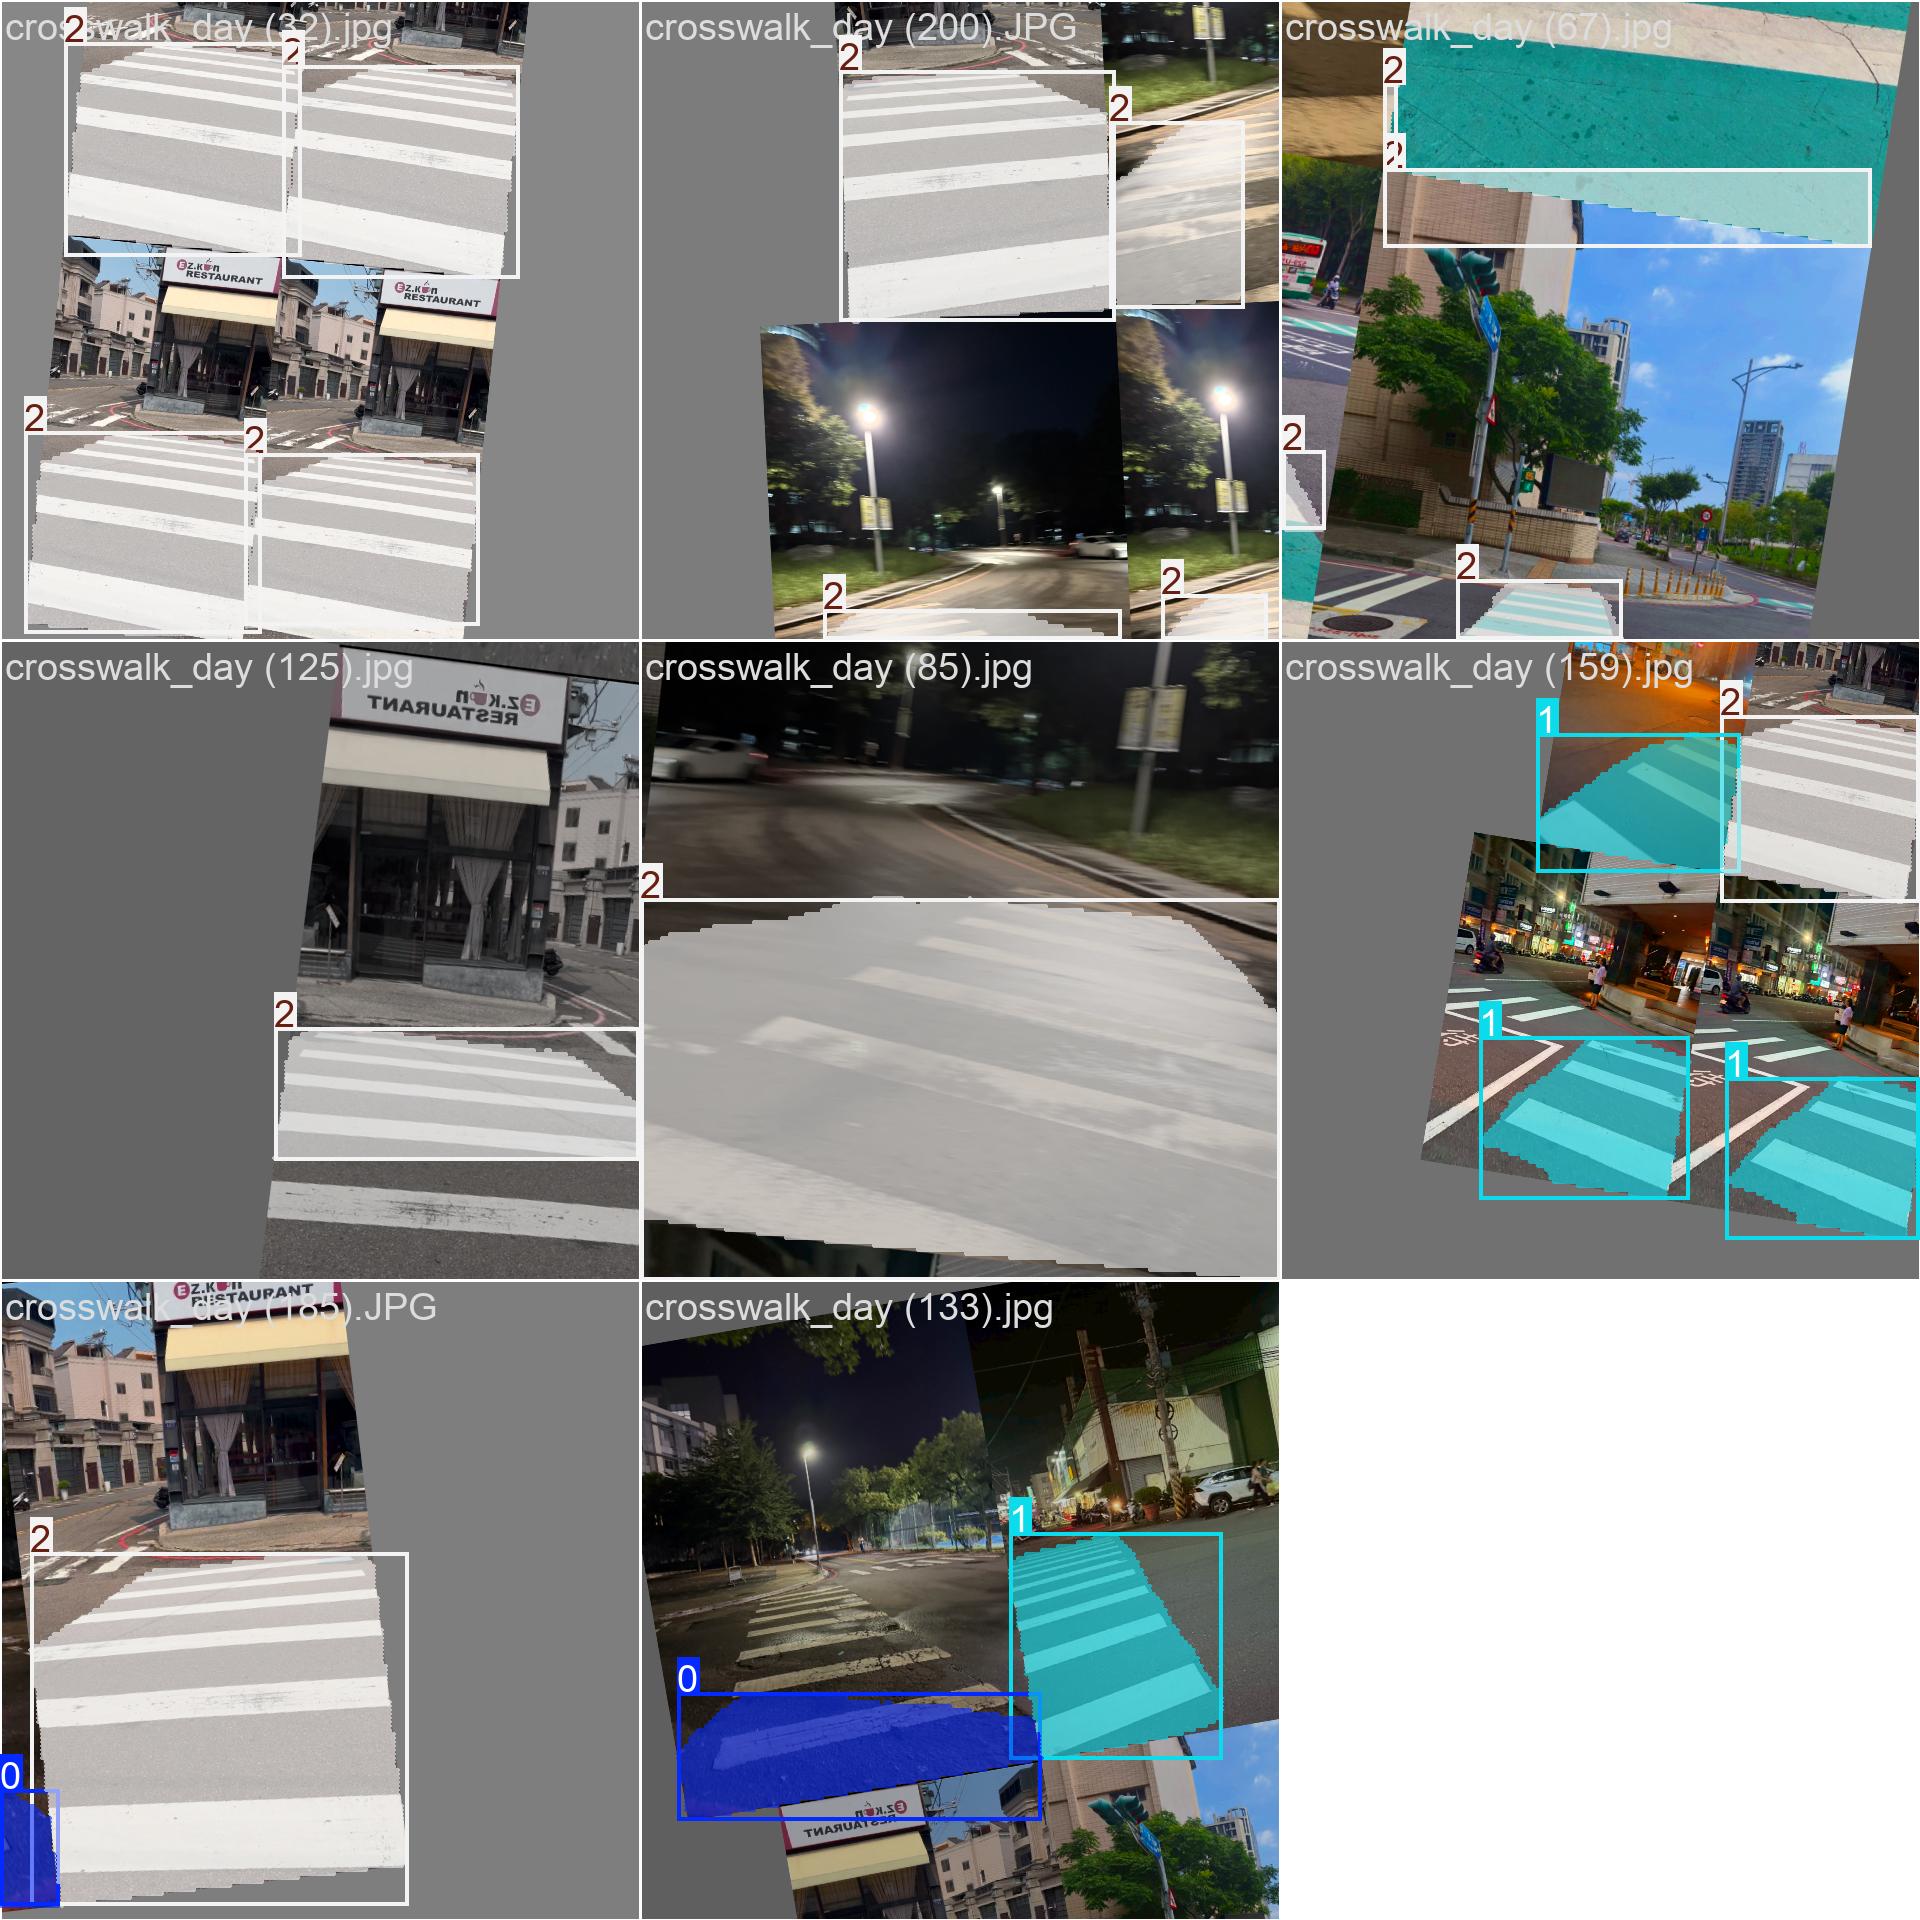 crosswalk_day (32).jpg
2
2
EZ.KUn
RESTAURANT
EZ.KUn
RESTAURANT
2
2
crosswalk_day (200).JPG
2
2
2
2
crosswalk_day (67).jpg
2
2
2
2
crosswalk_day (125).jpg
EZ.KUn
RESTAURANT
2
crosswalk_day (85).jpg
2
crosswalk_day (159).jpg
1
2
1
1
crosswalk_day (185).JPG
EZ.KUn
RESTAURANT
2
0
crosswalk_day (133).jpg
1
0
EZ.KUn
RESTAURANT